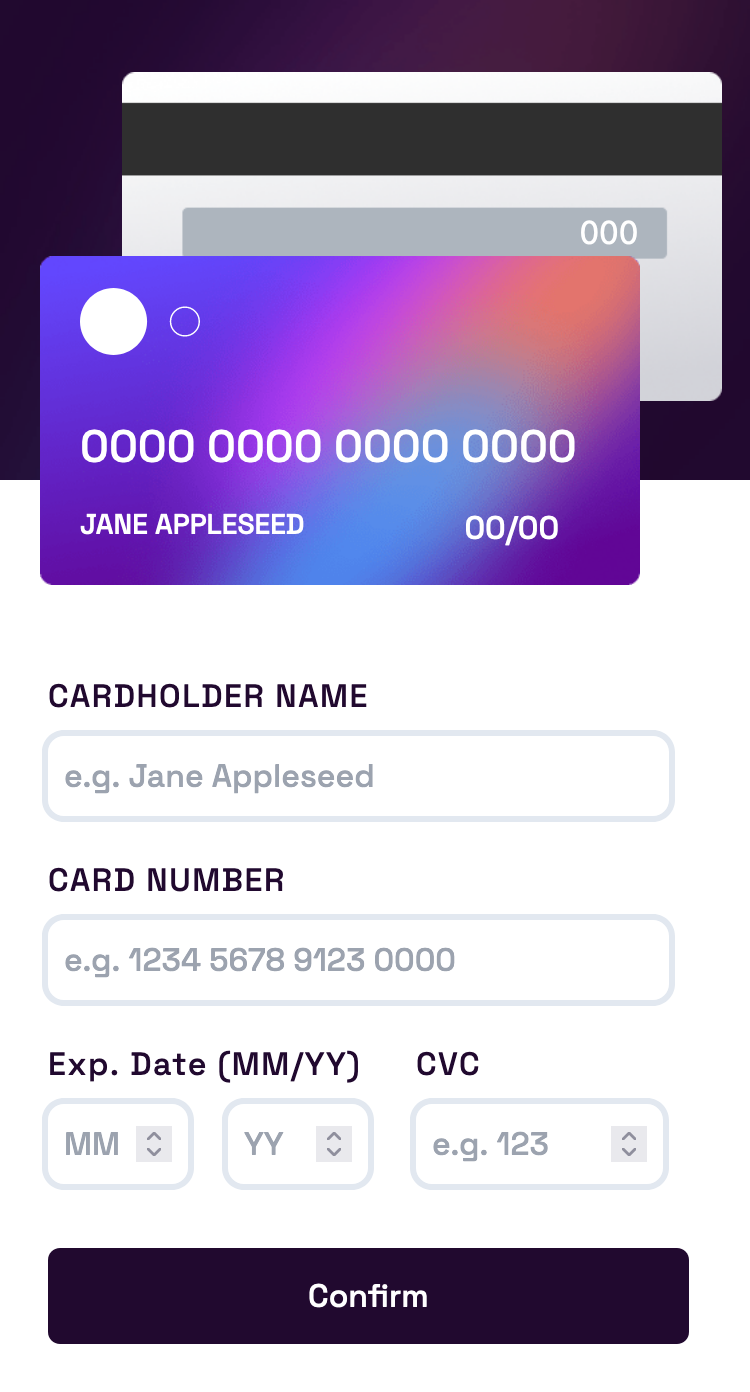 000
0000 0000 0000 0000
JANE APPLESEED 00/00
CARDHOLDER NAME
e.g. Jane Appleseed
CARD NUMBER
e.g. 1234 5678 9123 0000
Exp. Date (MM/YY) CVC
MM YY e.g. 123
Confirm